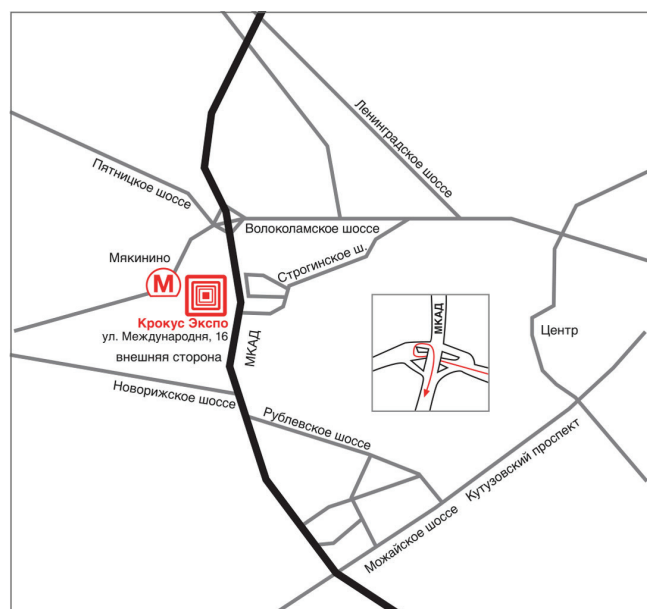 Ленинградское шоссе
Пятницкое шоссе
Волоколамское шоссе
Мякинино
М
Строгинское ш.
Крокус Экспо
ул. Международня, 16
внешняя сторона
МКАД
МКАД
Центр
Новорижское шоссе
Рублевское шоссе
Кутузовский проспект
Можайское шоссе